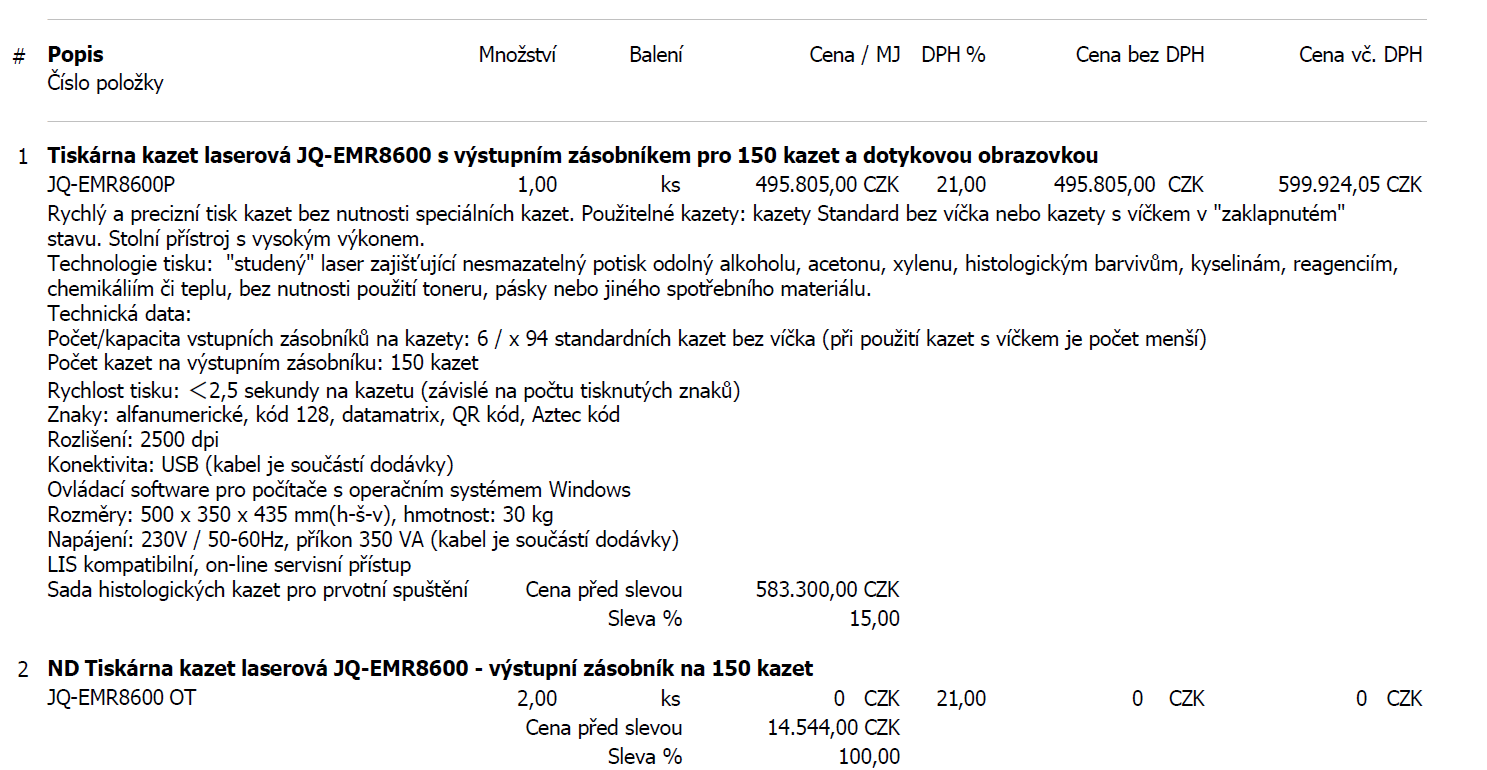 # Popis Množství Balení Cena / MJ DPH % Cena bez DPH Cena vč. DPH
Číslo položky
1 Tiskárna kazet laserová JQ-EMR8600 s výstupním zásobníkem pro 150 kazet a dotykovou obrazovkou
JQ-EMR8600P 1,00 ks 495.805,00 CZK 21,00 495.805,00 CZK 599.924,05 CZK
Rychlý a precizní tisk kazet bez nutnosti speciálních kazet. Použitelné kazety: kazety Standard bez víčka nebo kazety s víčkem v "zaklapnutém"
stavu. Stolní přístroj s vysokým výkonem.
Technologie tisku: "studený" laser zajišťující nesmazatelný potisk odolný alkoholu, acetonu, xylenu, histologickým barvivům, kyselinám, reagenciím,
chemikáliím či teplu, bez nutnosti použití toneru, pásky nebo jiného spotřebního materiálu.
Technická data:
Počet/kapacita vstupních zásobníků na kazety: 6 / x 94 standardních kazet bez víčka (při použití kazet s víčkem je počet menší)
Počet kazet na výstupním zásobníku: 150 kazet
Rychlost tisku: ＜2,5 sekundy na kazetu (závislé na počtu tisknutých znaků)
Znaky: alfanumerické, kód 128, datamatrix, QR kód, Aztec kód
Rozlišení: 2500 dpi
Konektivita: USB (kabel je součástí dodávky)
Ovládací software pro počítače s operačním systémem Windows
Rozměry: 500 x 350 x 435 mm(h-š-v), hmotnost: 30 kg
Napájení: 230V / 50-60Hz, příkon 350 VA (kabel je součástí dodávky)
LIS kompatibilní, on-line servisní přístup
Sada histologických kazet pro prvotní spuštění Cena před slevou 583.300,00 CZK
Sleva % 15,00
2 ND Tiskárna kazet laserová JQ-EMR8600 - výstupní zásobník na 150 kazet
JQ-EMR8600 OT 2,00 ks 0 CZK 21,00 0 CZK 0 CZK
Cena před slevou 14.544,00 CZK
Sleva % 100,00